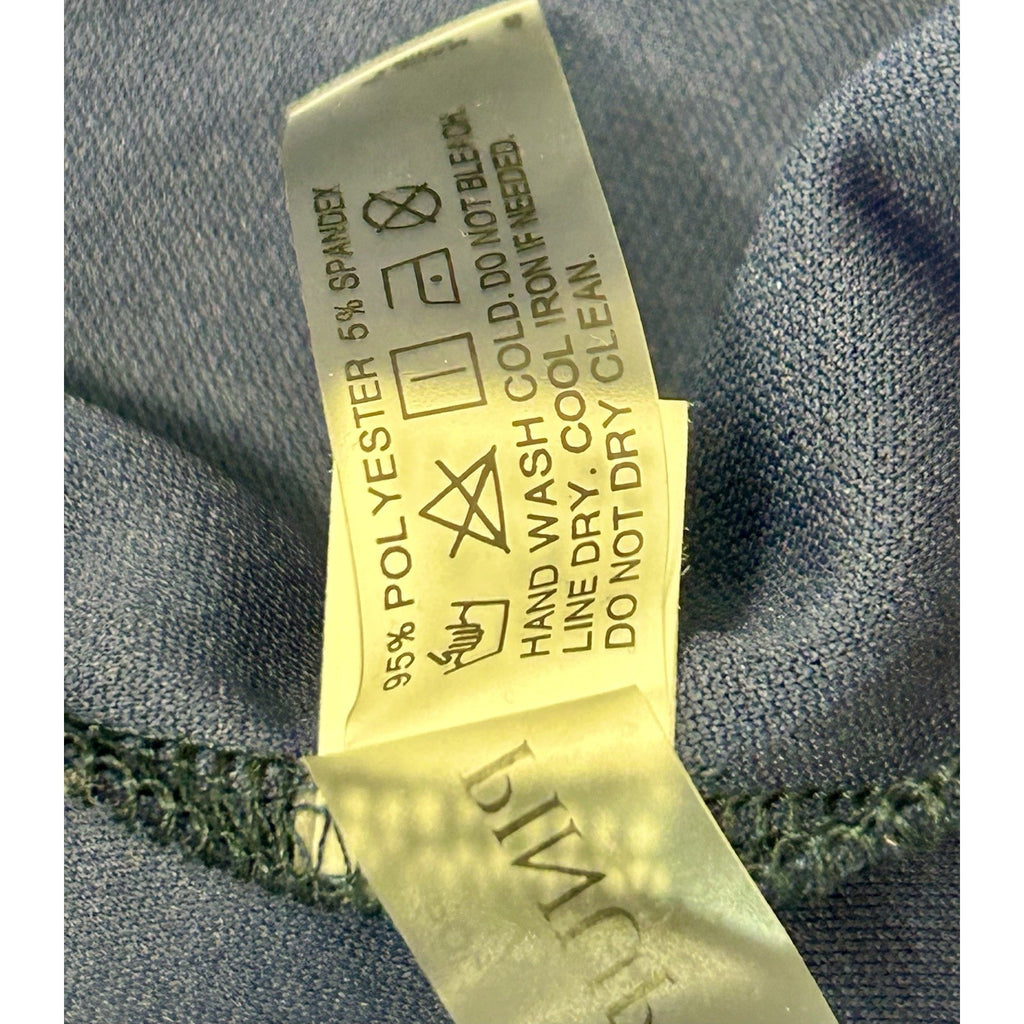 95% POLYESTER 5% SPANDEX
HAND WASH COLD. DO NOT BLEACH.
LINE DRY. COOL IRON IF NEEDED.
DO NOT DRY CLEAN.